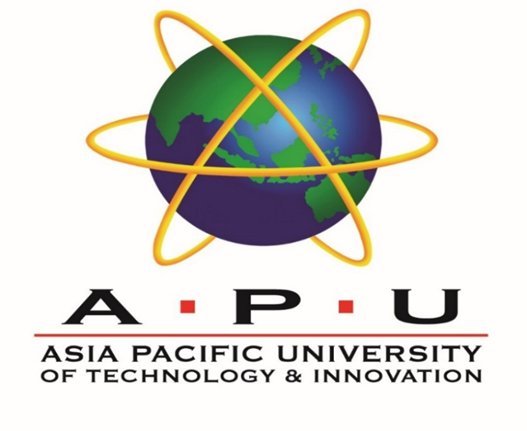 A ▪ P ▪ U
ASIA PACIFIC UNIVERSITY
OF TECHNOLOGY & INNOVATION